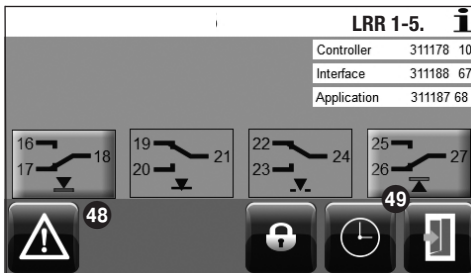 LRR 1-5. i
Controller 311178 10
Interface 311188 67
Application 311187 68
16 17 18 19 20 21 22 23 24 25 26 27
48 49